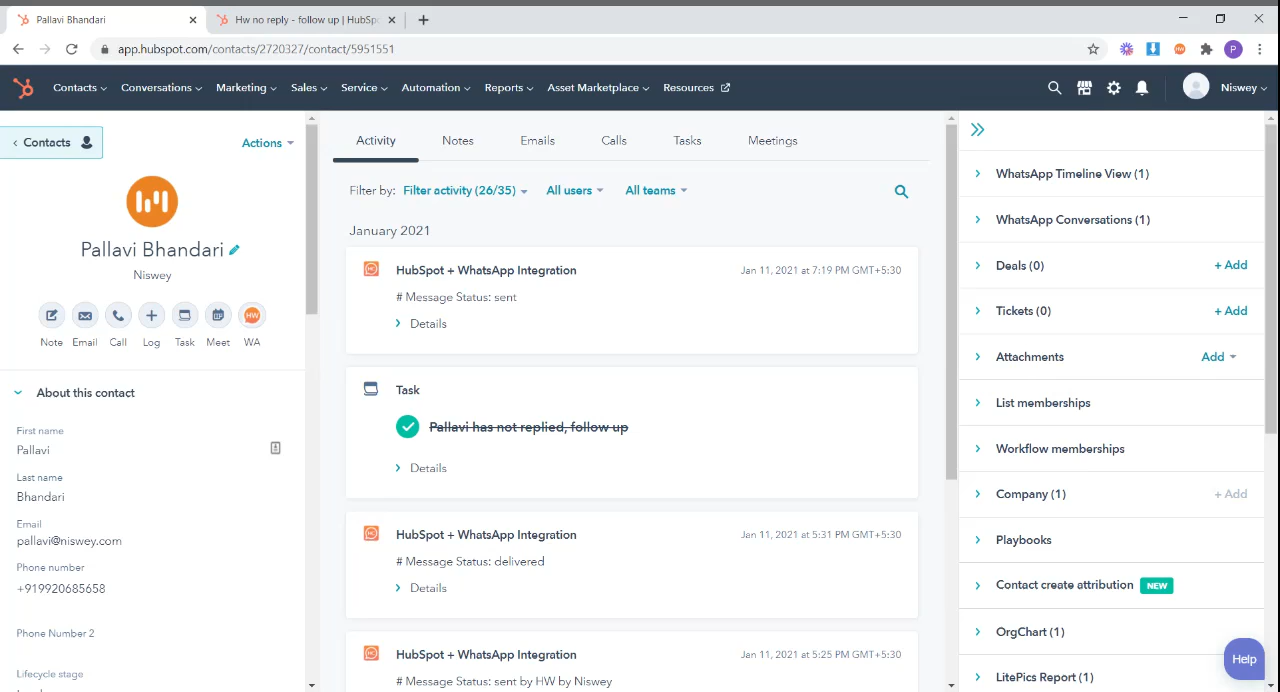 Pallavi Bhandari
Hw no reply - follow up | HubSpo
app.hubspot.com/contacts/2720327/contact/5951551
P
Contacts
Conversations
Marketing
Sales
Service
Automation
Reports
Asset Marketplace
Resources
Niswey
Contacts
Actions
Pallavi Bhandari
Niswey
HW
Note
Email
Call
Log
Task
Meet
WA
About this contact
First name
Pallavi
Last name
Bhandari
Email
pallavi@niswey.com
Phone number
+919920685658
Phone Number 2
Lifecycle stage
Activity
Notes
Emails
Calls
Tasks
Meetings
Filter by: Filter activity (26/35) All users All teams
January 2021
HubSpot + WhatsApp Integration Jan 11, 2021 at 7:19 PM GMT+5:30
# Message Status: sent
Details
Task
Pallavi has not replied, follow up
Details
HubSpot + WhatsApp Integration Jan 11, 2021 at 5:31 PM GMT+5:30
# Message Status: delivered
Details
HubSpot + WhatsApp Integration Jan 11, 2021 at 5:25 PM GMT+5:30
# Message Status: sent by HW by Niswey
WhatsApp Timeline View (1)
WhatsApp Conversations (1)
Deals (0) + Add
Tickets (0) + Add
Attachments Add
List memberships
Workflow memberships
Company (1) + Add
Playbooks
Contact create attribution NEW
OrgChart (1)
LitePics Report (1)
Help